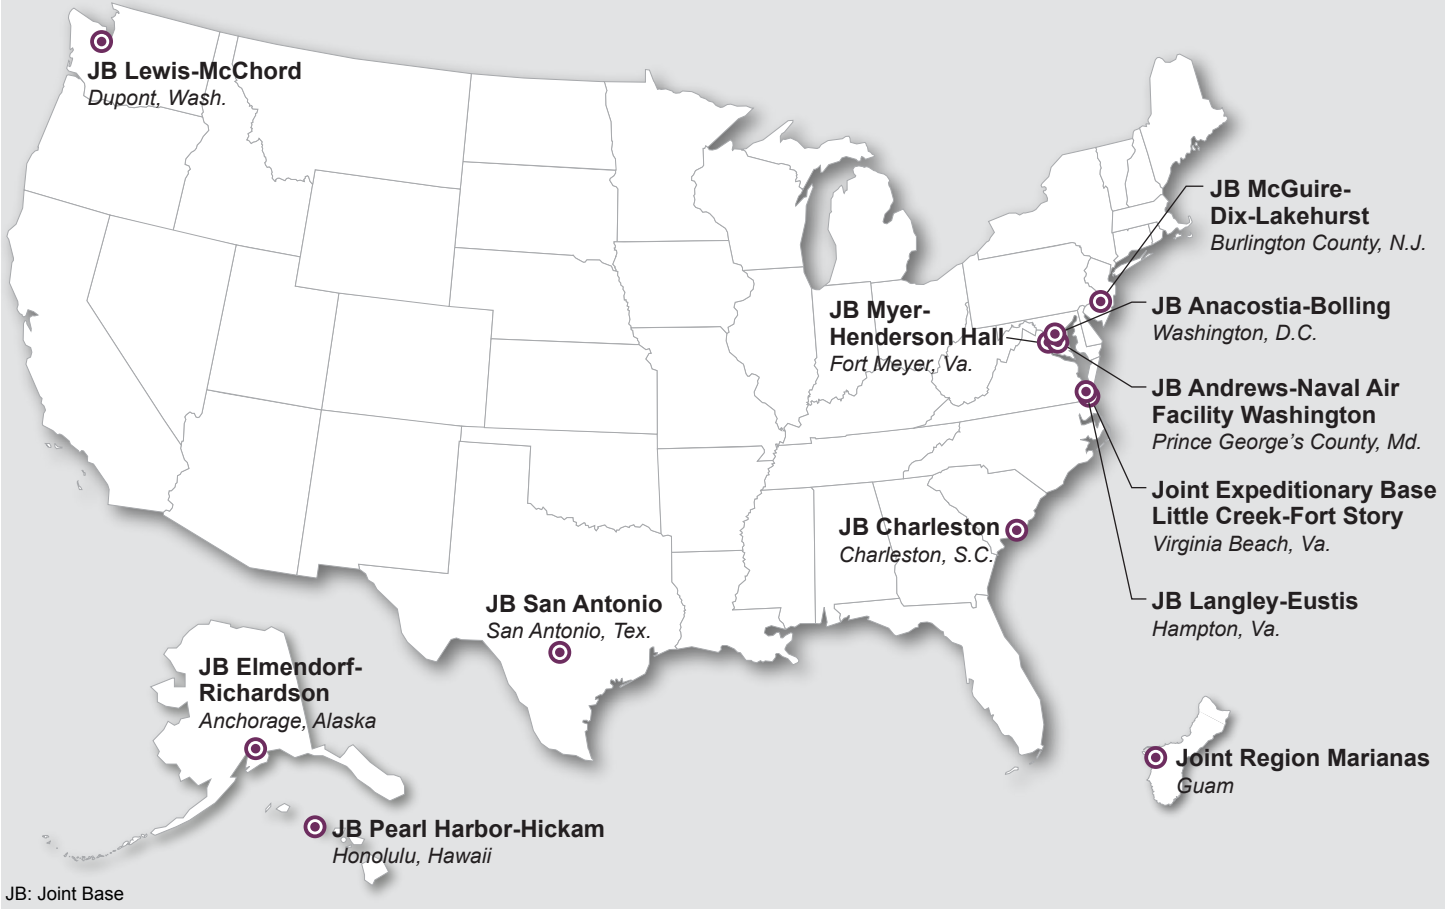 JB Lewis-McChord
Dupont, Wash.
JB McGuire-
Dix-Lakehurst
Burlington County, N.J.
JB Myer-
Henderson Hall
Fort Meyer, Va.
JB Anacostia-Bolling
Washington, D.C.
JB Andrews-Naval Air
Facility Washington
Prince George’s County, Md.
Joint Expeditionary Base
Little Creek-Fort Story
Virginia Beach, Va.
JB Charleston
Charleston, S.C.
JB Langley-Eustis
Hampton, Va.
JB San Antonio
San Antonio, Tex.
JB Elmendorf-
Richardson
Anchorage, Alaska
Joint Region Marianas
Guam
JB Pearl Harbor-Hickam
Honolulu, Hawaii
JB: Joint Base